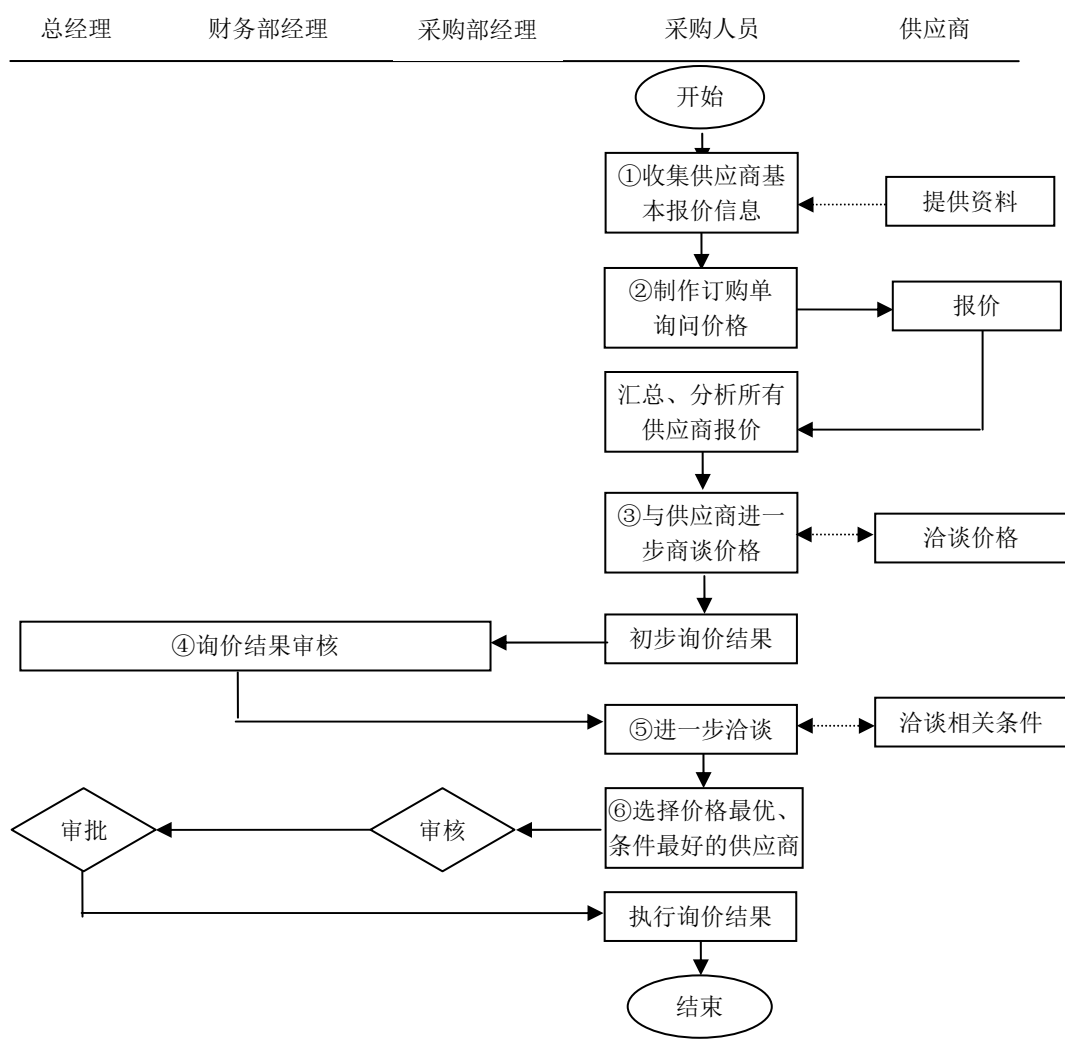 总经理 财务部经理 采购部经理 采购人员 供应商
开始
①收集供应商基
本报价信息
提供资料
②制作订购单
询问价格
报价
汇总、分析所有
供应商报价
③与供应商进一
步商谈价格
洽谈价格
④询价结果审核
初步询价结果
⑤进一步洽谈
洽谈相关条件
审批
审核
⑥选择价格最优、
条件最好的供应商
执行询价结果
结束